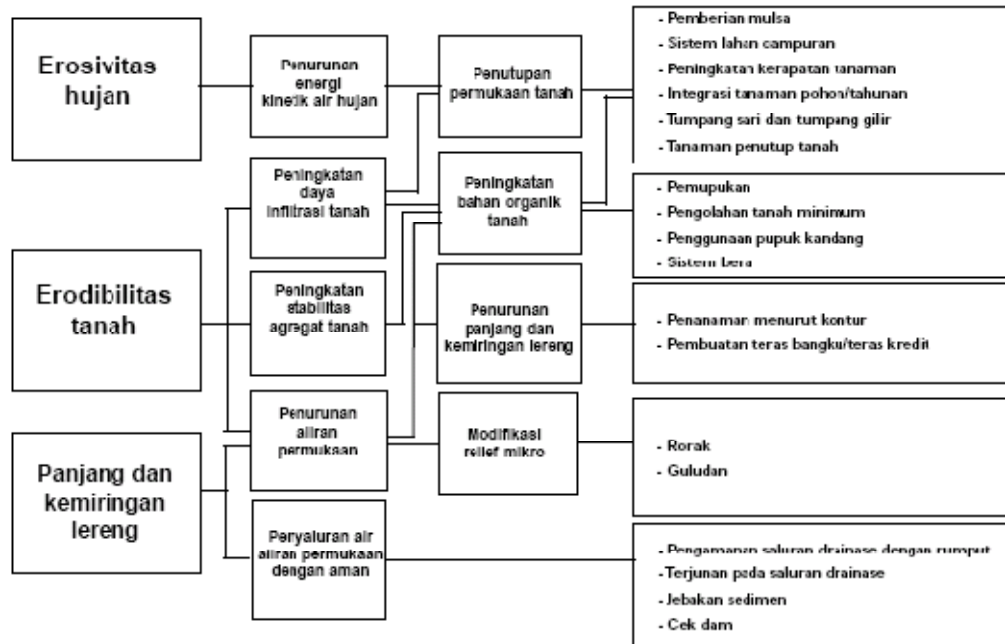 Erosivitas
hujan
Penurunan
energi
kinetik air hujan
Penutupan
permukaan tanah
- Pemberian mulsa
- Sistem lahan campuran
- Peningkatan kerapatan tanaman
- Integrasi tanaman pohon/tahunan
- Tumpang sari dan tumpang gilir
- Tanaman penutup tanah
Erodibilitas
tanah
Peningkatan
daya
infiltrasi tanah
Peningkatan
bahan organik
tanah
- Pemupukan
- Pengolahan tanah minimum
- Penggunaan pupuk kandang
- Sistem bera
Peningkatan
stabilitas
agregat tanah
Penurunan
panjang dan
kemiringan lereng
- Penanaman menurut kontur
- Pembuatan teras bangku/teras kredit
Panjang dan
kemiringan
lereng
Penurunan
aliran
permukaan
Modifikasi
relief mikro
- Rorak
- Guludan
Penyaluran air
aliran permukaan
dengan aman
- Pengamanan saluran drainase dengan rumput
- Terjunan pada saluran drainase
- Jebakan sedimen
- Cek dam